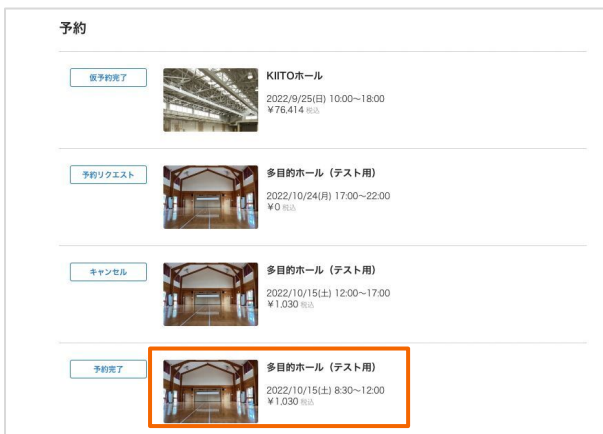 予約
仮予約完了
KIITOホール
2022/9/25(日) 10:00〜18:00
¥76,414 税込
予約リクエスト
多目的ホール（テスト用）
2022/10/24(月) 17:00〜22:00
¥0 税込
キャンセル
多目的ホール（テスト用）
2022/10/15(土) 12:00〜17:00
¥1,030 税込
予約完了
多目的ホール（テスト用）
2022/10/15(土) 8:30〜12:00
¥1,030 税込